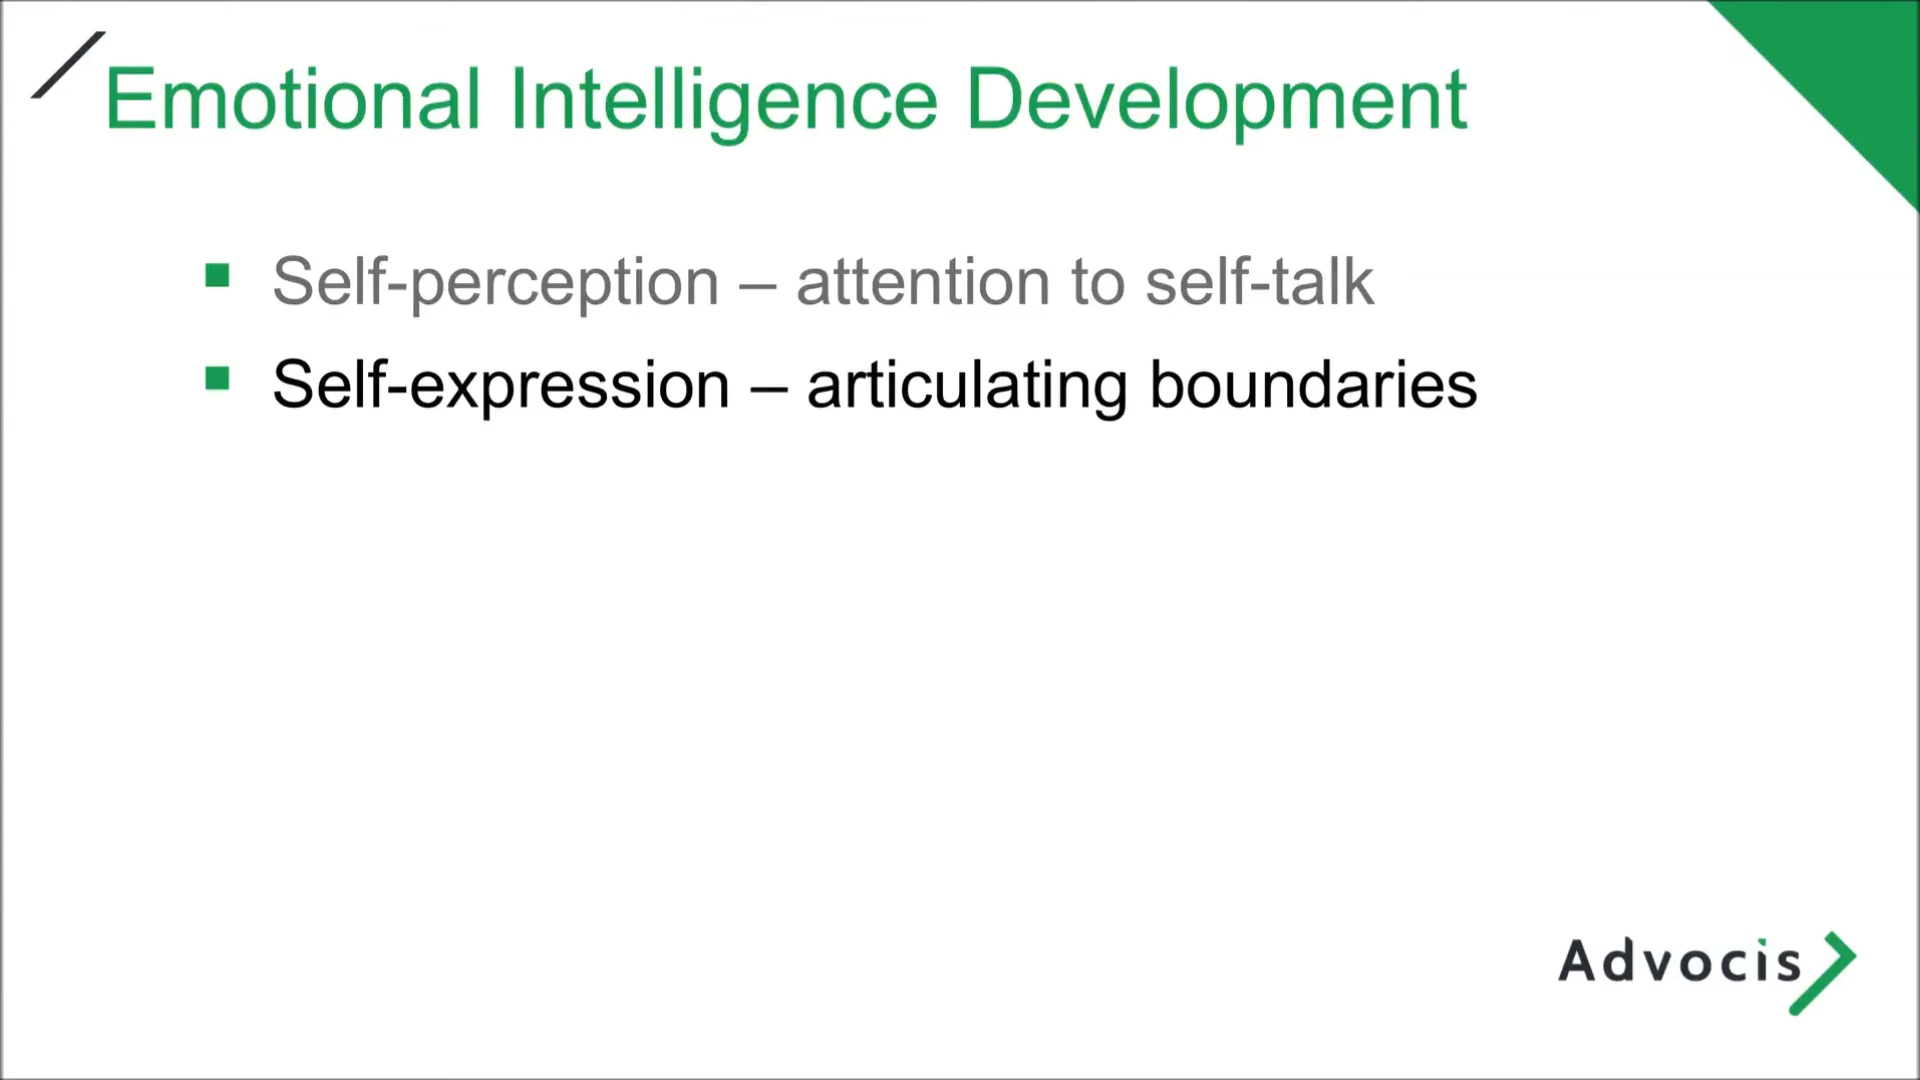 Emotional Intelligence Development
Self-perception – attention to self-talk
Self-expression – articulating boundaries
Advocis